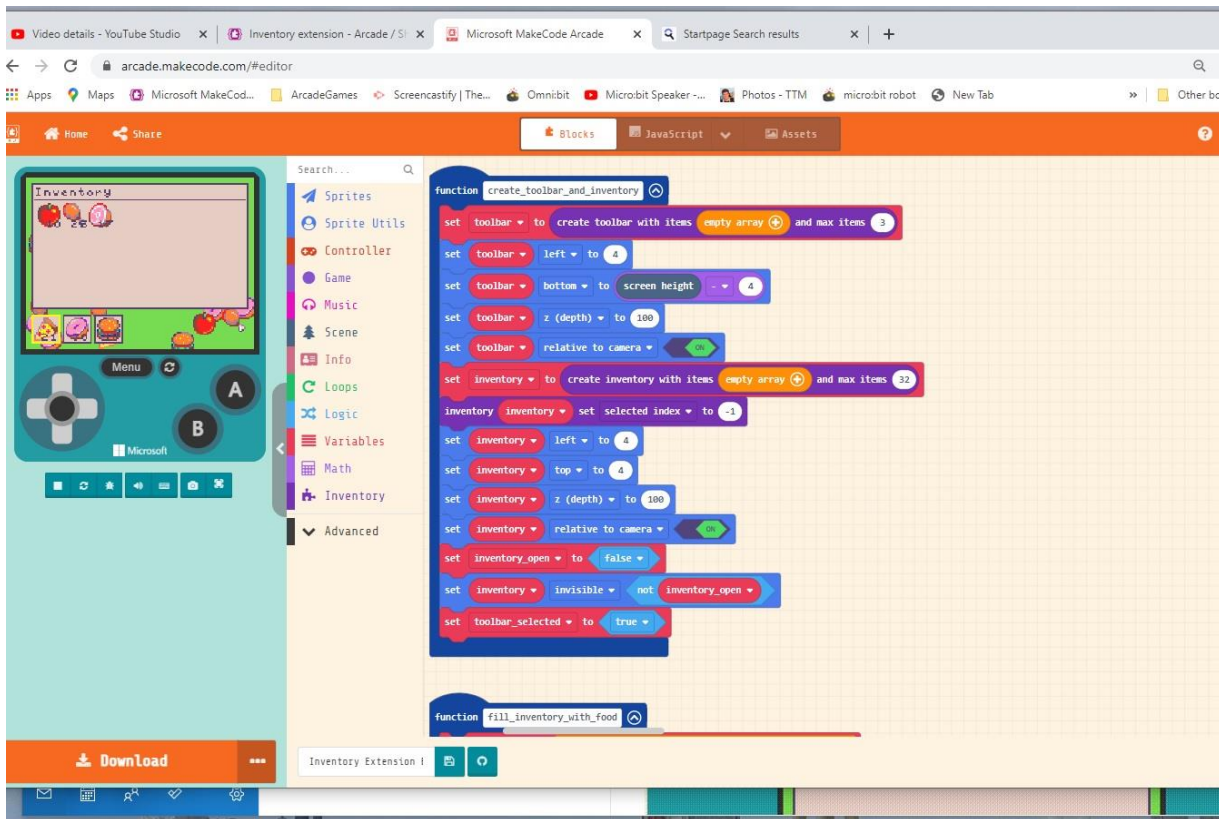 Video details - YouTube Studio
Inventory extension - Arcade / S
Microsoft MakeCode Arcade
Startpage Search results
arcade.makecode.com/#editor
Apps Maps Microsoft MakeCod... ArcadeGames Screencastify | The... Omni:bit Micro:bit Speaker -... Photos - TTM micro:bit robot New Tab » Other bo
Home Share Blocks JavaScript Assets
Inventory
Menu
A
B
Microsoft
Search...
Sprites
Sprite Utils
Controller
Game
Music
Scene
Info
Loops
Logic
Variables
Math
Inventory
Advanced
function create_toolbar_and_inventory
set toolbar to create toolbar with items empty array and max items 3
set toolbar left to 4
set toolbar bottom to screen height - 4
set toolbar z (depth) to 100
set toolbar relative to camera ON
set inventory to create inventory with items empty array and max items 32
inventory inventory set selected index to -1
set inventory left to 4
set inventory top to 4
set inventory z (depth) to 100
set inventory relative to camera ON
set inventory_open to false
set inventory invisible not inventory_open
set toolbar_selected to true
function fill_inventory_with_food
Download
Inventory Extension